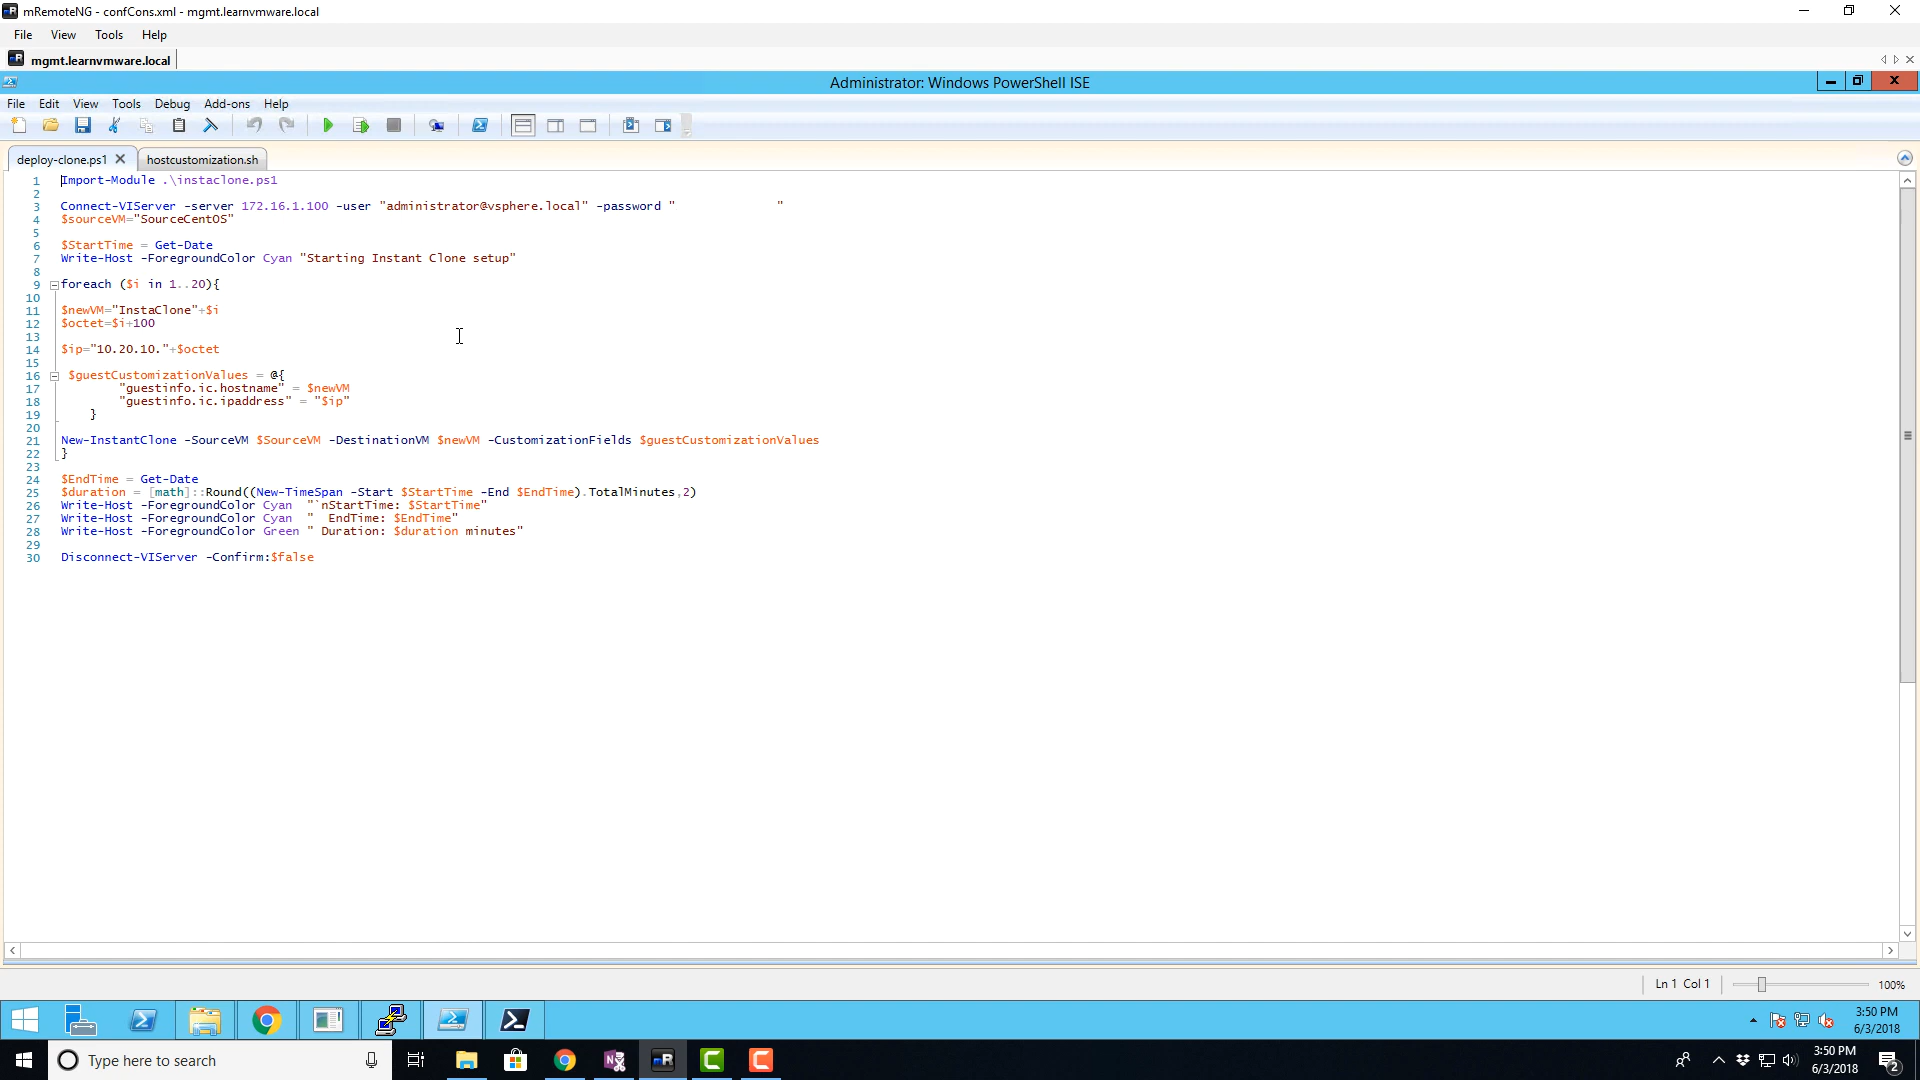 mRemoteNG - confCons.xml - mgmt.learnvmware.local
File View Tools Help
mgmt.learnvmware.local
Administrator: Windows PowerShell ISE
File Edit View Tools Debug Add-ons Help
deploy-clone.ps1 hostcustomization.sh
1 Import-Module .\instaclone.ps1
2
3 Connect-VIServer -server 172.16.1.100 -user "administrator@vsphere.local" -password " "
4 $sourceVM="SourceCentOS"
5
6 $StartTime = Get-Date
7 Write-Host -ForegroundColor Cyan "Starting Instant Clone setup"
8
9 foreach ($i in 1..20){
10
11 $newVM="InstaClone"+$i
12 $octet=$i+100
13
14 $ip="10.20.10."+$octet
15
16 $guestCustomizationValues = @{
17 "guestinfo.ic.hostname" = $newVM
18 "guestinfo.ic.ipaddress" = "$ip"
19 }
20
21 New-InstantClone -SourceVM $SourceVM -DestinationVM $newVM -CustomizationFields $guestCustomizationValues
22 }
23
24 $EndTime = Get-Date
25 $duration = [math]::Round((New-TimeSpan -Start $StartTime -End $EndTime).TotalMinutes,2)
26 Write-Host -ForegroundColor Cyan "`nStartTime: $StartTime"
27 Write-Host -ForegroundColor Cyan " EndTime: $EndTime"
28 Write-Host -ForegroundColor Green " Duration: $duration minutes"
29
30 Disconnect-VIServer -Confirm:$false
Ln 1 Col 1 100%
3:50 PM
6/3/2018
Type here to search
3:50 PM
6/3/2018
2